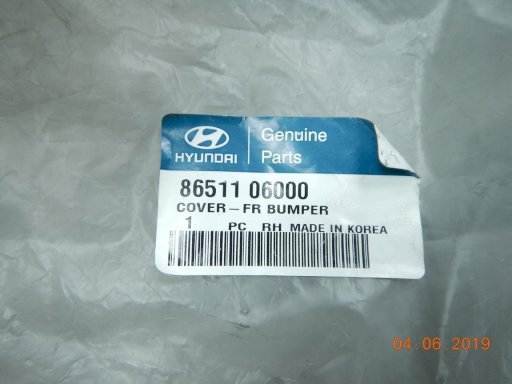 HYUNDAI
Genuine
Parts
86511 06000
COVER-FR BUMPER
1 PC RH MADE IN KOREA
04.06.2019